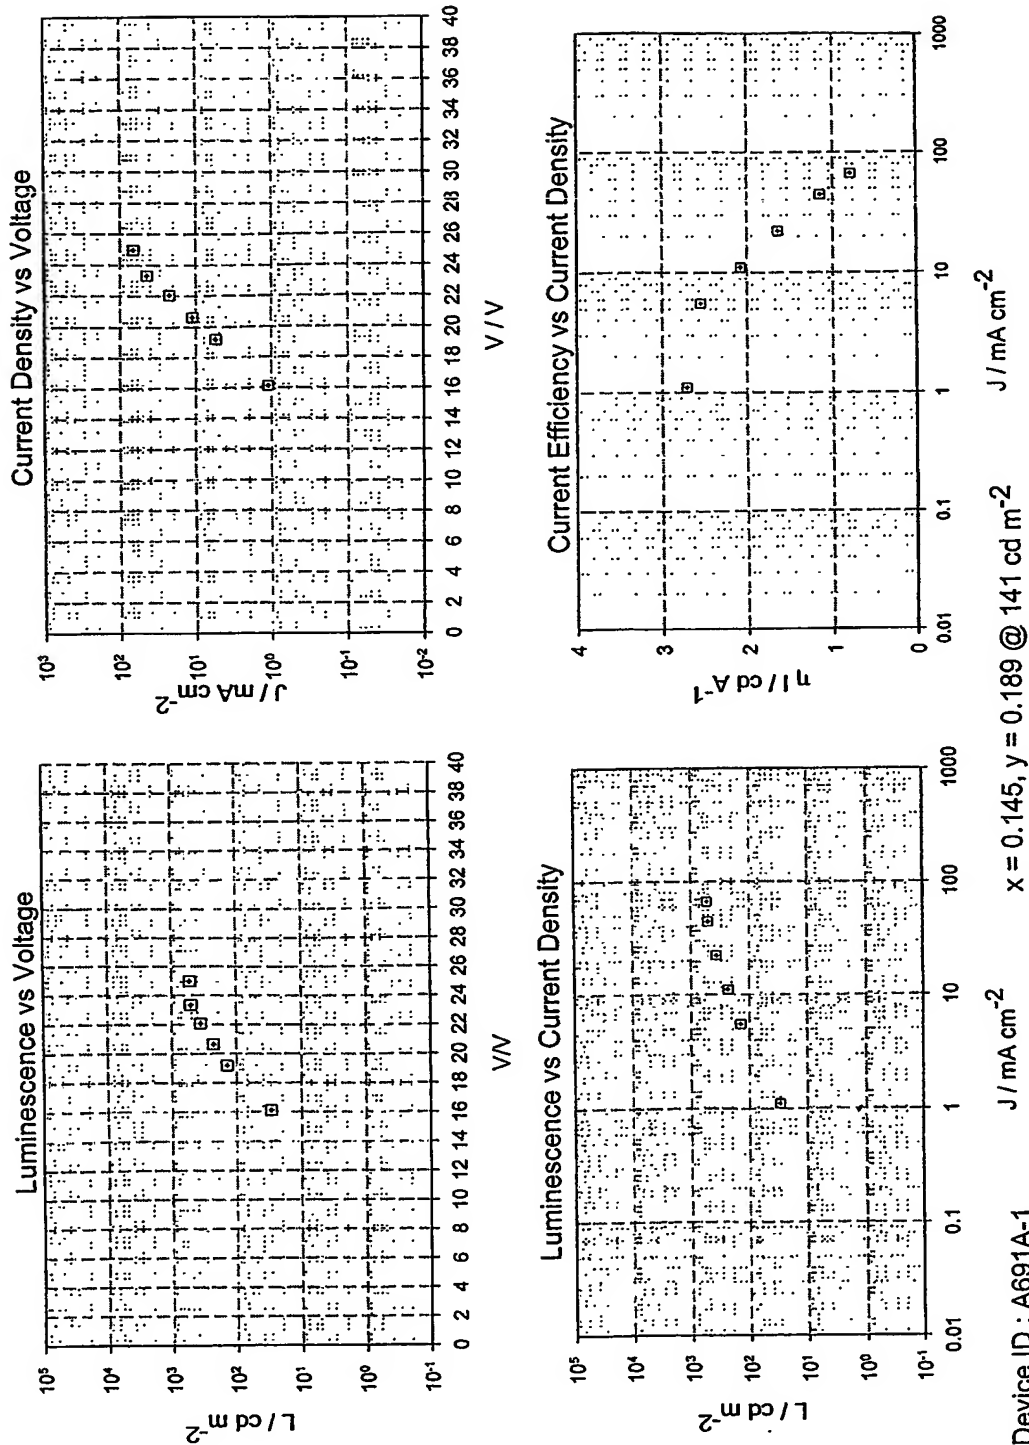 Luminescence vs Voltage
10⁵
10⁴
10³
10²
10¹
10⁰
10⁻¹
L / cd m⁻²
0 2 4 6 8 10 12 14 16 18 20 22 24 26 28 30 32 34 36 38 40
V/V
Current Density vs Voltage
10³
10²
10¹
10⁰
10⁻¹
10⁻²
J / mA cm⁻²
0 2 4 6 8 10 12 14 16 18 20 22 24 26 28 30 32 34 36 38 40
V / V
Luminescence vs Current Density
10⁵
10⁴
10³
10²
10¹
10⁰
10⁻¹
L / cd m⁻²
0.01 0.1 1 10 100 1000
J / mA cm⁻²
Current Efficiency vs Current Density
4
3
2
1
0
η I / cd A⁻¹
0.01 0.1 1 10 100 1000
J / mA cm⁻²
Device ID : A691A-1
x = 0.145, y = 0.189 @ 141 cd m⁻²